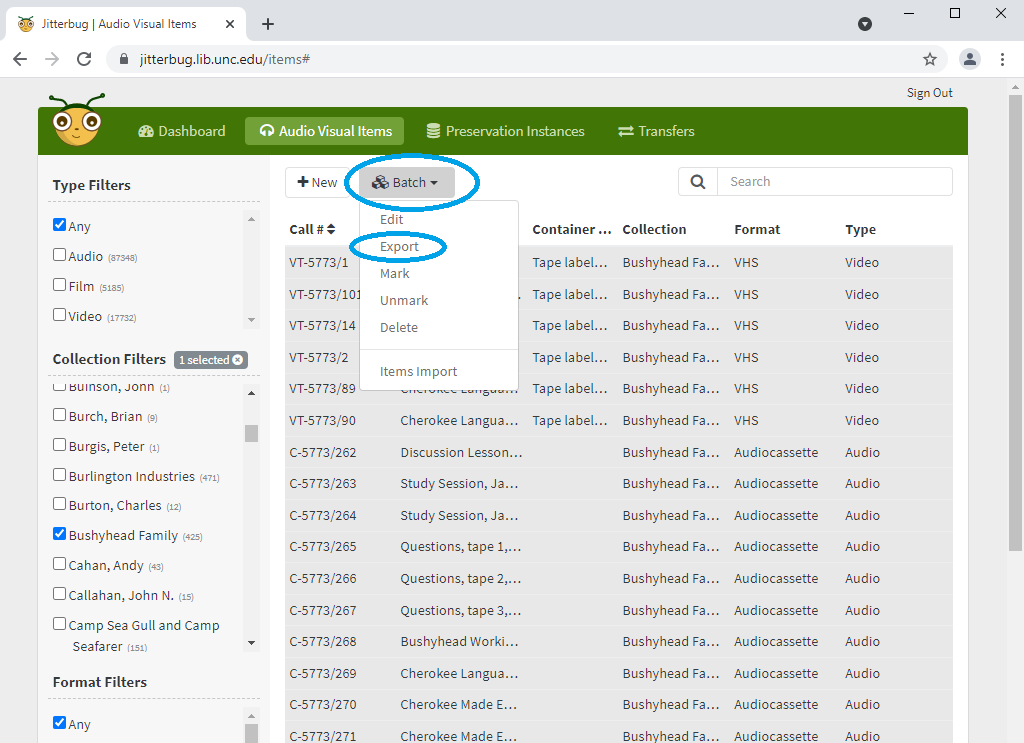 Jitterbug | Audio Visual Items
jitterbug.lib.unc.edu/items#
Sign Out
Dashboard
Audio Visual Items
Preservation Instances
Transfers
Type Filters
Any
Audio (87348)
Film (5185)
Video (17732)
Collection Filters 1 selected
Buinson, John (1)
Burch, Brian (9)
Burgis, Peter (1)
Burlington Industries (471)
Burton, Charles (12)
Bushyhead Family (425)
Cahan, Andy (43)
Callahan, John N. (15)
Camp Sea Gull and Camp
Seafarer (151)
Format Filters
Any
New
Batch
Search
Edit
Export
Mark
Unmark
Delete
Items Import
Call # Container ... Collection Format Type
VT-5773/1 Tape label... Bushyhead Fa... VHS Video
VT-5773/101 Tape label... Bushyhead Fa... VHS Video
VT-5773/14 Tape label... Bushyhead Fa... VHS Video
VT-5773/2 Tape label... Bushyhead Fa... VHS Video
VT-5773/89 Cherokee Langua... Tape label... Bushyhead Fa... VHS Video
VT-5773/90 Cherokee Langua... Tape label... Bushyhead Fa... VHS Video
C-5773/262 Discussion Lesson... Bushyhead Fa... Audiocassette Audio
C-5773/263 Study Session, Ja... Bushyhead Fa... Audiocassette Audio
C-5773/264 Study Session, Ja... Bushyhead Fa... Audiocassette Audio
C-5773/265 Questions, tape 1,... Bushyhead Fa... Audiocassette Audio
C-5773/266 Questions, tape 2,... Bushyhead Fa... Audiocassette Audio
C-5773/267 Questions, tape 3,... Bushyhead Fa... Audiocassette Audio
C-5773/268 Bushyhead Worki... Bushyhead Fa... Audiocassette Audio
C-5773/269 Cherokee Langua... Bushyhead Fa... Audiocassette Audio
C-5773/270 Cherokee Made E... Bushyhead Fa... Audiocassette Audio
C-5773/271 Cherokee Made E... Bushyhead Fa... Audiocassette Audio